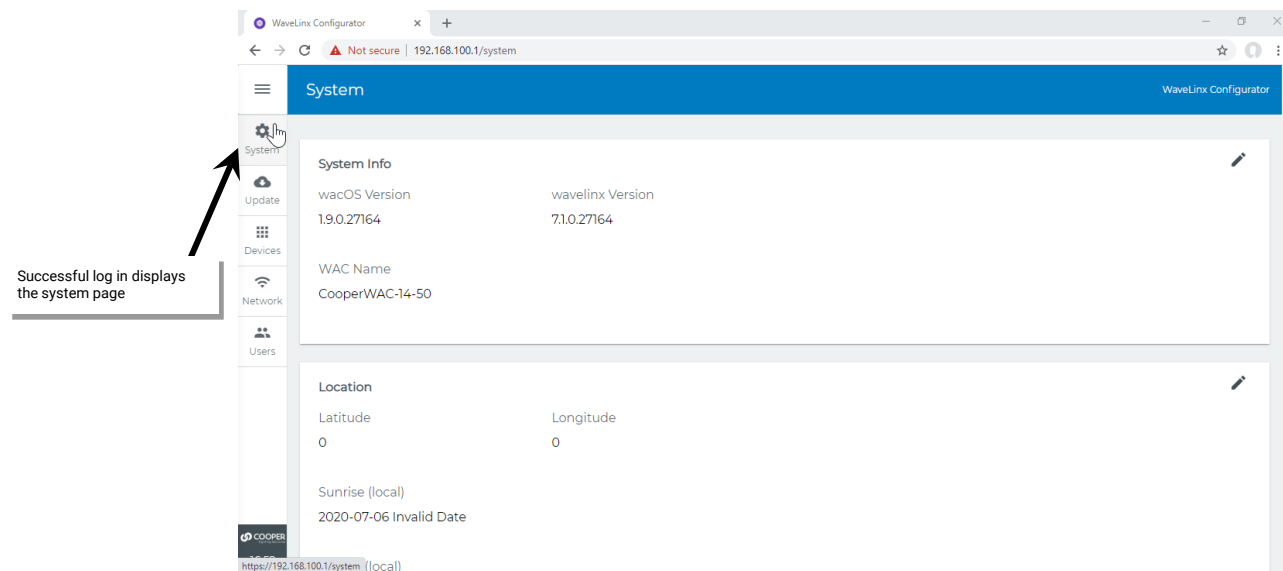 WaveLinx Configurator
Not secure | 192.168.100.1/system
System
WaveLinx Configurator
System
Update
Devices
Network
Users
Successful log in displays
the system page
System Info
wacOS Version wavelinx Version
1.9.0.27164 7.1.0.27164
WAC Name
CooperWAC-14-50
Location
Latitude Longitude
0 0
Sunrise (local)
2020-07-06 Invalid Date
COOPER
https://192.168.100.1/system (local)